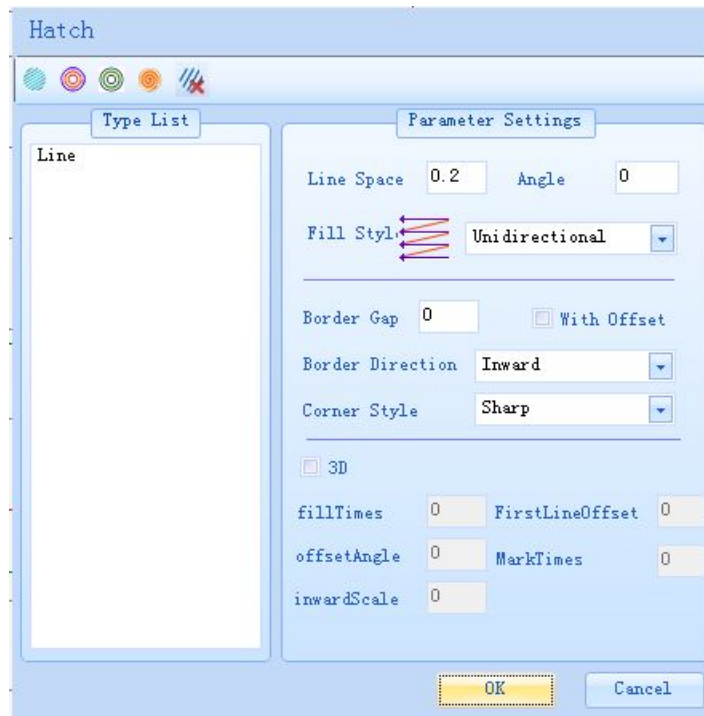 Hatch
Type List
Line
Parameter Settings
Line Space 0.2 Angle 0
Fill Styl Unidirectional
Border Gap 0 With Offset
Border Direction Inward
Corner Style Sharp
3D
fillTimes 0 FirstLineOffset 0
offsetAngle 0 MarkTimes 0
inwardScale 0
OK Cancel